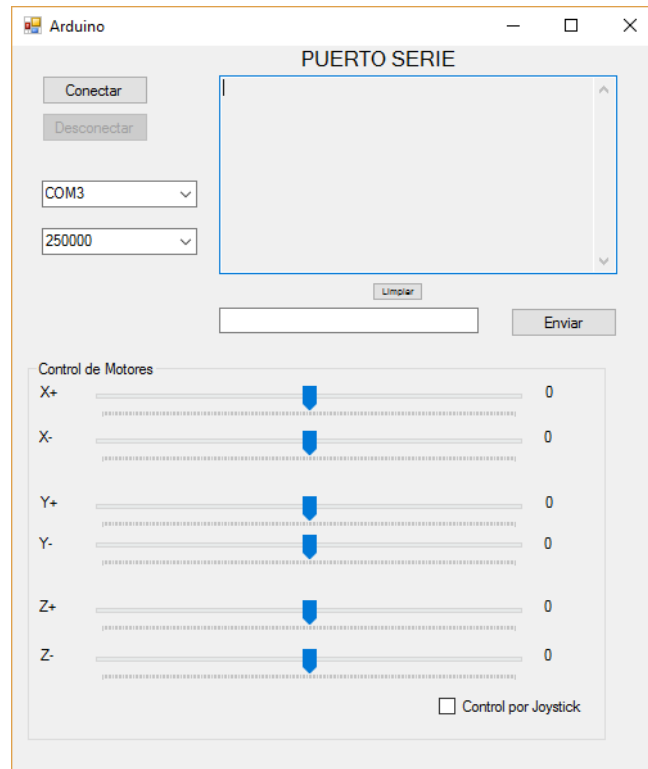 Arduino
PUERTO SERIE
Conectar
Desconectar
COM3
250000
Limpiar
Enviar
Control de Motores
X+ 0
X- 0
Y+ 0
Y- 0
Z+ 0
Z- 0
Control por Joystick